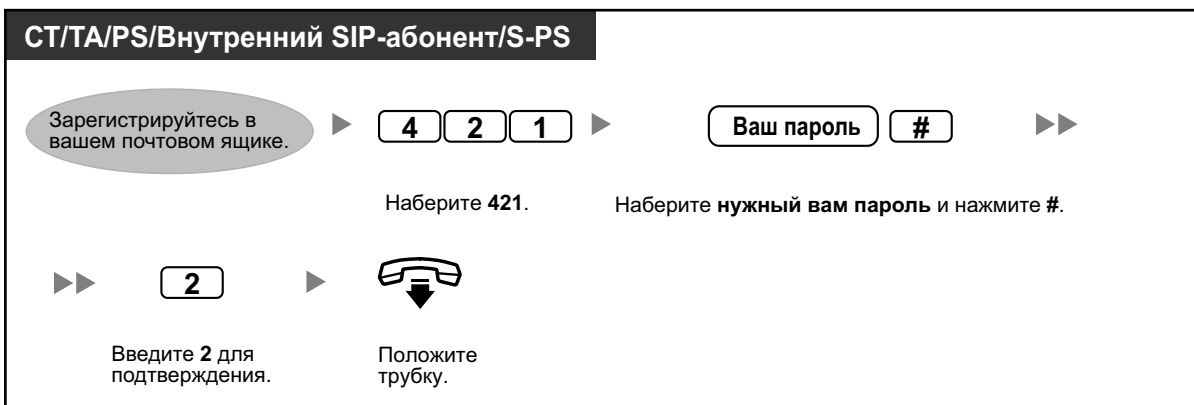 СТ/ТА/PS/Внутренний SIP-абонент/S-PS
Зарегистрируйтесь в
вашем почтовом ящике.
4 2 1
Ваш пароль #
Наберите 421.
Наберите нужный вам пароль и нажмите #.
2
Введите 2 для
подтверждения.
Положите
трубку.